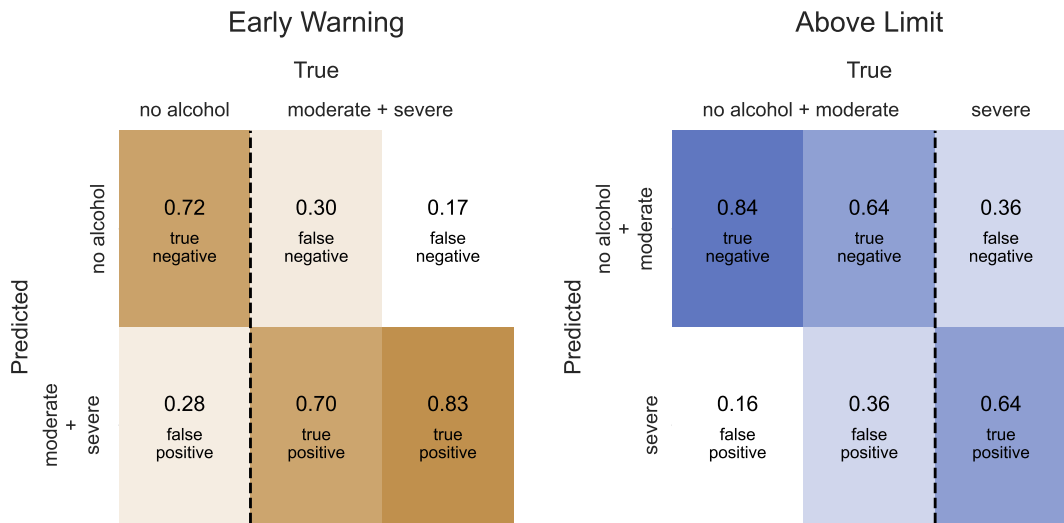 Early Warning
True
no alcohol
moderate + severe
Predicted
no alcohol
moderate
+
severe
0.72
true
negative
0.30
false
negative
0.17
false
negative
0.28
false
positive
0.70
true
positive
0.83
true
positive
Above Limit
True
no alcohol + moderate
severe
Predicted
no alcohol
+
moderate
severe
0.84
true
negative
0.64
true
negative
0.36
false
negative
0.16
false
positive
0.36
false
positive
0.64
true
positive